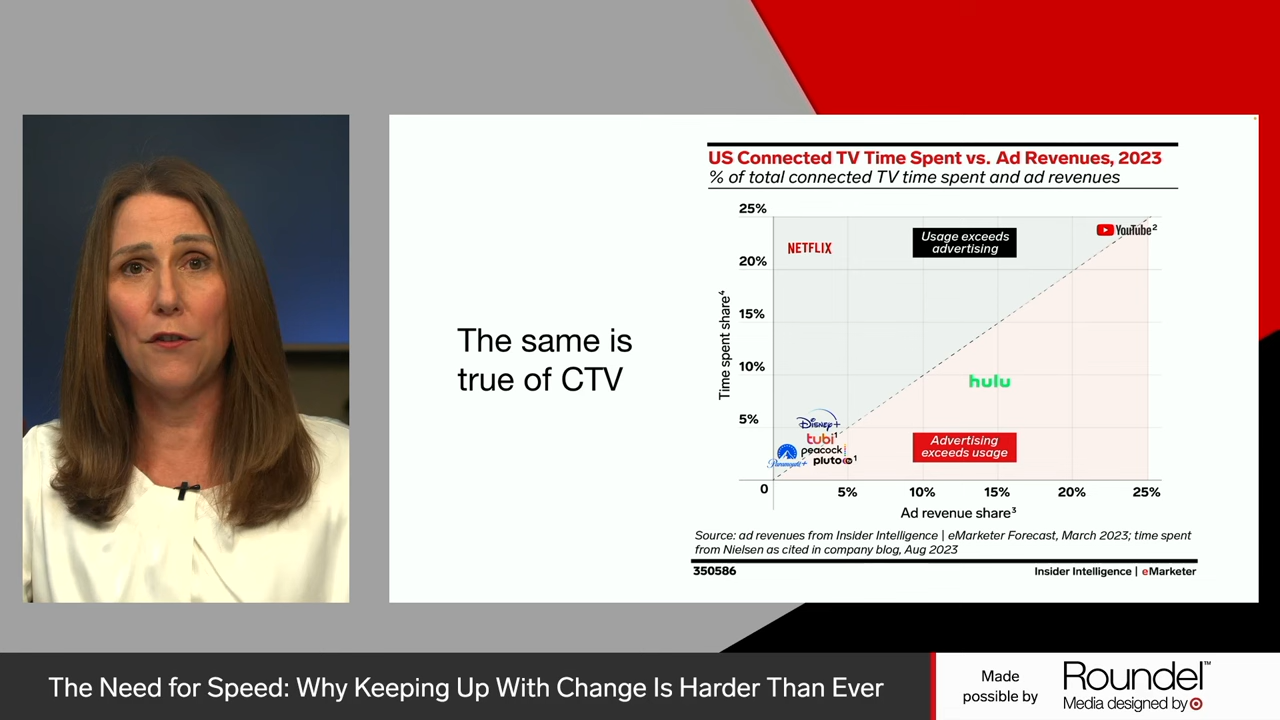 The same is
true of CTV
US Connected TV Time Spent vs. Ad Revenues, 2023
% of total connected TV time spent and ad revenues
25%
20%
15%
10%
5%
0
Time spent share⁴
NETFLIX
Usage exceeds
advertising
YouTube²
hulu
Disney+
tubi¹
peacock
Paramount+
pluto tv¹
Advertising
exceeds usage
5%
10%
15%
20%
25%
Ad revenue share³
Source: ad revenues from Insider Intelligence | eMarketer Forecast, March 2023; time spent
from Nielsen as cited in company blog, Aug 2023
350586
Insider Intelligence | eMarketer
The Need for Speed: Why Keeping Up With Change Is Harder Than Ever
Made
possible by
Roundel™
Media designed by